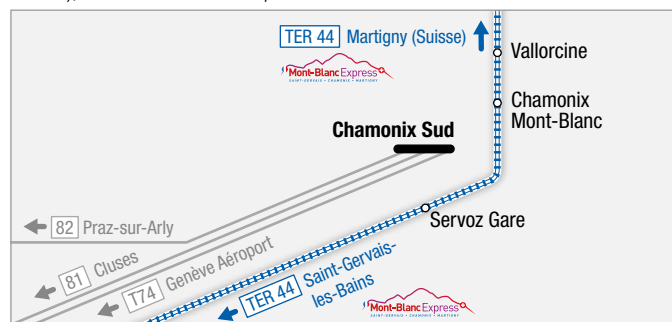 TER 44 Martigny (Suisse)
Vallorcine
Mont-Blanc Express
SAINT-GERVAIS • CHAMONIX • MARTIGNY
Chamonix
Mont-Blanc
Chamonix Sud
Servoz Gare
82 Praz-sur-Arly
81 Cluses
T74 Genève Aéroport
TER 44 Saint-Gervais-
les-Bains
Mont-Blanc Express
SAINT-GERVAIS • CHAMONIX • MARTIGNY